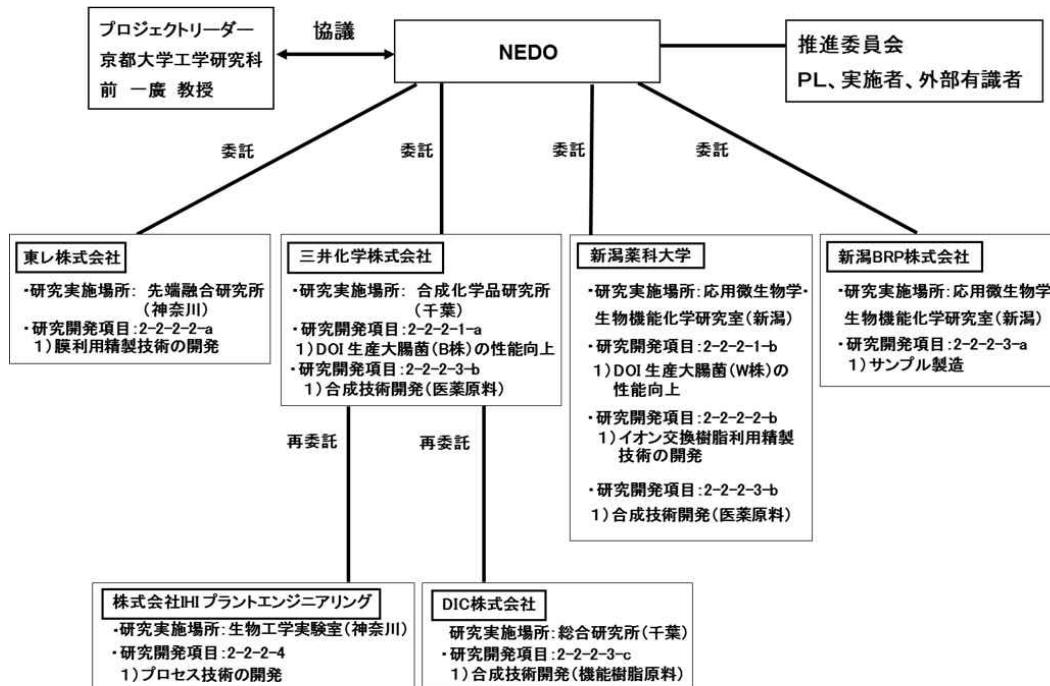 プロジェクトリーダー
京都大学工学研究科
前　一廣 教授
協議
NEDO
推進委員会
PL、実施者、外部有識者
委託
委託
委託
委託
東レ株式会社
・研究実施場所: 先端融合研究所
(神奈川)
・研究開発項目:2-2-2-2-a
1)膜利用精製技術の開発
三井化学株式会社
・研究実施場所: 合成化学品研究所
(千葉)
・研究開発項目:2-2-2-1-a
1)DOI 生産大腸菌(B株)の性能向上
・研究開発項目:2-2-2-3-b
1)合成技術開発(医薬原料)
新潟薬科大学
・研究実施場所:応用微生物学・
生物機能化学研究室(新潟)
・研究開発項目:2-2-2-1-b
1)DOI 生産大腸菌(W株)の
性能向上
・研究開発項目:2-2-2-2-b
1)イオン交換樹脂利用精製
技術の開発
・研究開発項目:2-2-2-3-b
1)合成技術開発(医薬原料)
新潟BRP株式会社
・研究実施場所:応用微生物学
生物機能化学研究室(新潟)
・研究開発項目:2-2-2-3-a
1)サンプル製造
再委託
再委託
株式会社IHI プラントエンジニアリング
・研究実施場所:生物工学実験室(神奈川)
・研究開発項目:2-2-2-4
1)プロセス技術の開発
DIC株式会社
研究実施場所:総合研究所(千葉)
・研究開発項目:2-2-2-3-c
1)合成技術開発(機能樹脂原料)